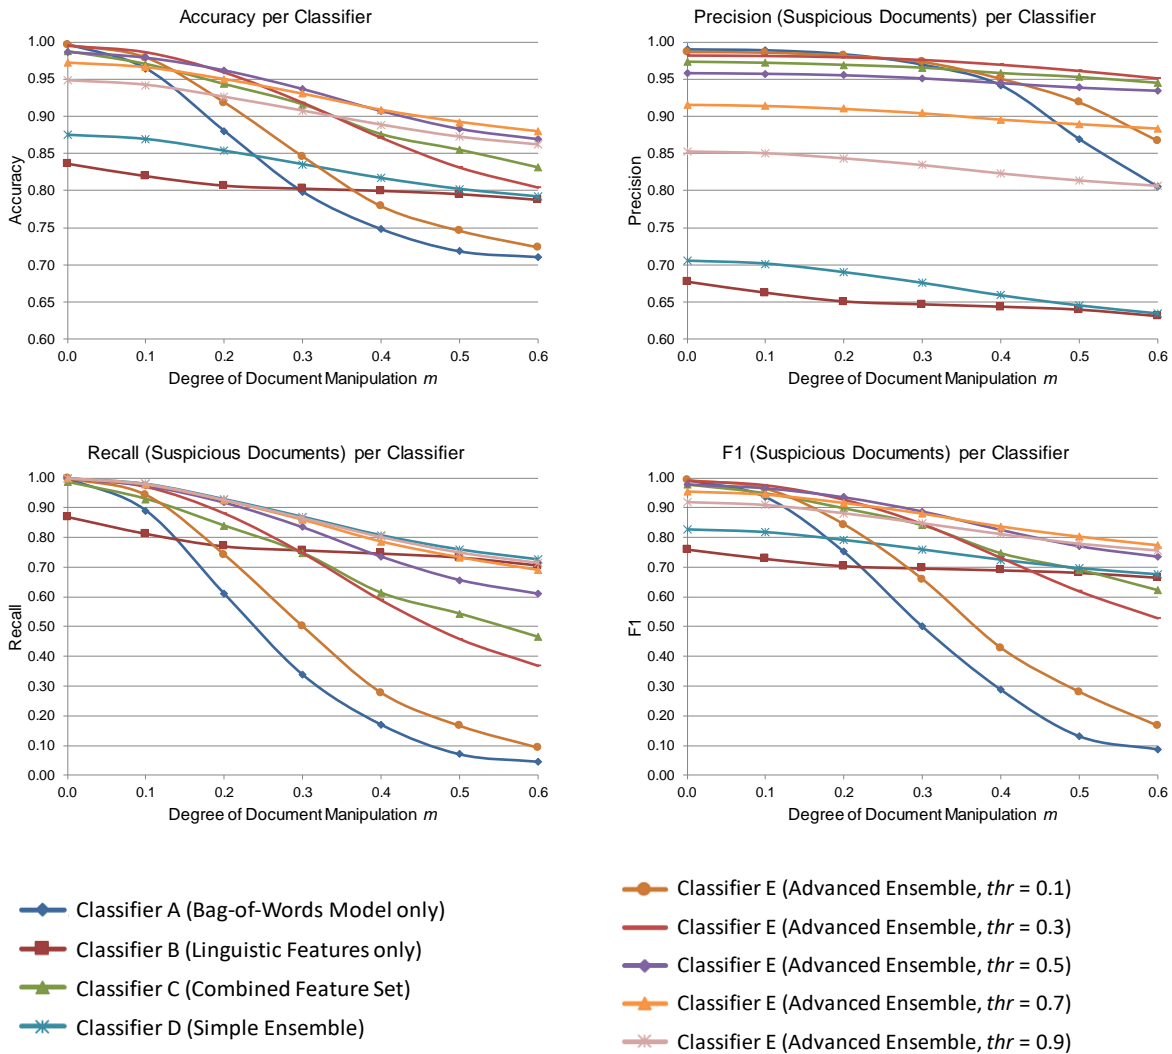 Accuracy per Classifier
1.00
0.95
0.90
0.85
0.80
0.75
0.70
0.65
0.60
Accuracy
0.0 0.1 0.2 0.3 0.4 0.5 0.6
Degree of Document Manipulation m
Precision (Suspicious Documents) per Classifier
1.00
0.95
0.90
0.85
0.80
0.75
0.70
0.65
0.60
Precision
0.0 0.1 0.2 0.3 0.4 0.5 0.6
Degree of Document Manipulation m
Recall (Suspicious Documents) per Classifier
1.00
0.90
0.80
0.70
0.60
0.50
0.40
0.30
0.20
0.10
0.00
Recall
0.0 0.1 0.2 0.3 0.4 0.5 0.6
Degree of Document Manipulation m
F1 (Suspicious Documents) per Classifier
1.00
0.90
0.80
0.70
0.60
0.50
0.40
0.30
0.20
0.10
0.00
F1
0.0 0.1 0.2 0.3 0.4 0.5 0.6
Degree of Document Manipulation m
Classifier A (Bag-of-Words Model only)
Classifier B (Linguistic Features only)
Classifier C (Combined Feature Set)
Classifier D (Simple Ensemble)
Classifier E (Advanced Ensemble, thr = 0.1)
Classifier E (Advanced Ensemble, thr = 0.3)
Classifier E (Advanced Ensemble, thr = 0.5)
Classifier E (Advanced Ensemble, thr = 0.7)
Classifier E (Advanced Ensemble, thr = 0.9)